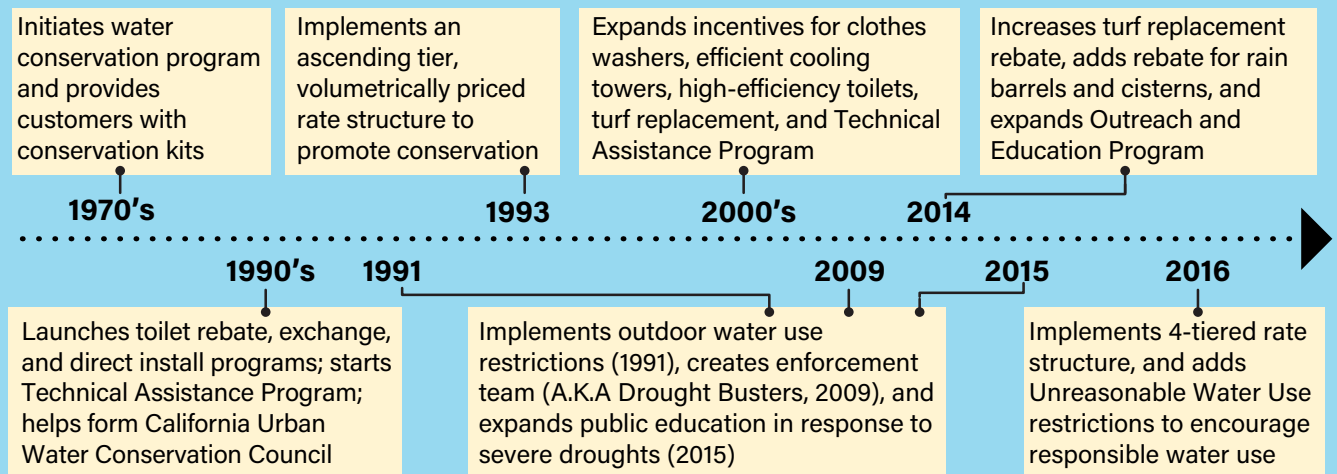 Initiates water
conservation program
and provides
customers with
conservation kits
Implements an
ascending tier,
volumetrically priced
rate structure to
promote conservation
Expands incentives for clothes
washers, efficient cooling
towers, high-efficiency toilets,
turf replacement, and Technical
Assistance Program
Increases turf replacement
rebate, adds rebate for rain
barrels and cisterns, and
expands Outreach and
Education Program
1970's
1993
2000's
2014
1990's
1991
2009
2015
2016
Launches toilet rebate, exchange,
and direct install programs; starts
Technical Assistance Program;
helps form California Urban
Water Conservation Council
Implements outdoor water use
restrictions (1991), creates enforcement
team (A.K.A Drought Busters, 2009), and
expands public education in response to
severe droughts (2015)
Implements 4-tiered rate
structure, and adds
Unreasonable Water Use
restrictions to encourage
responsible water use